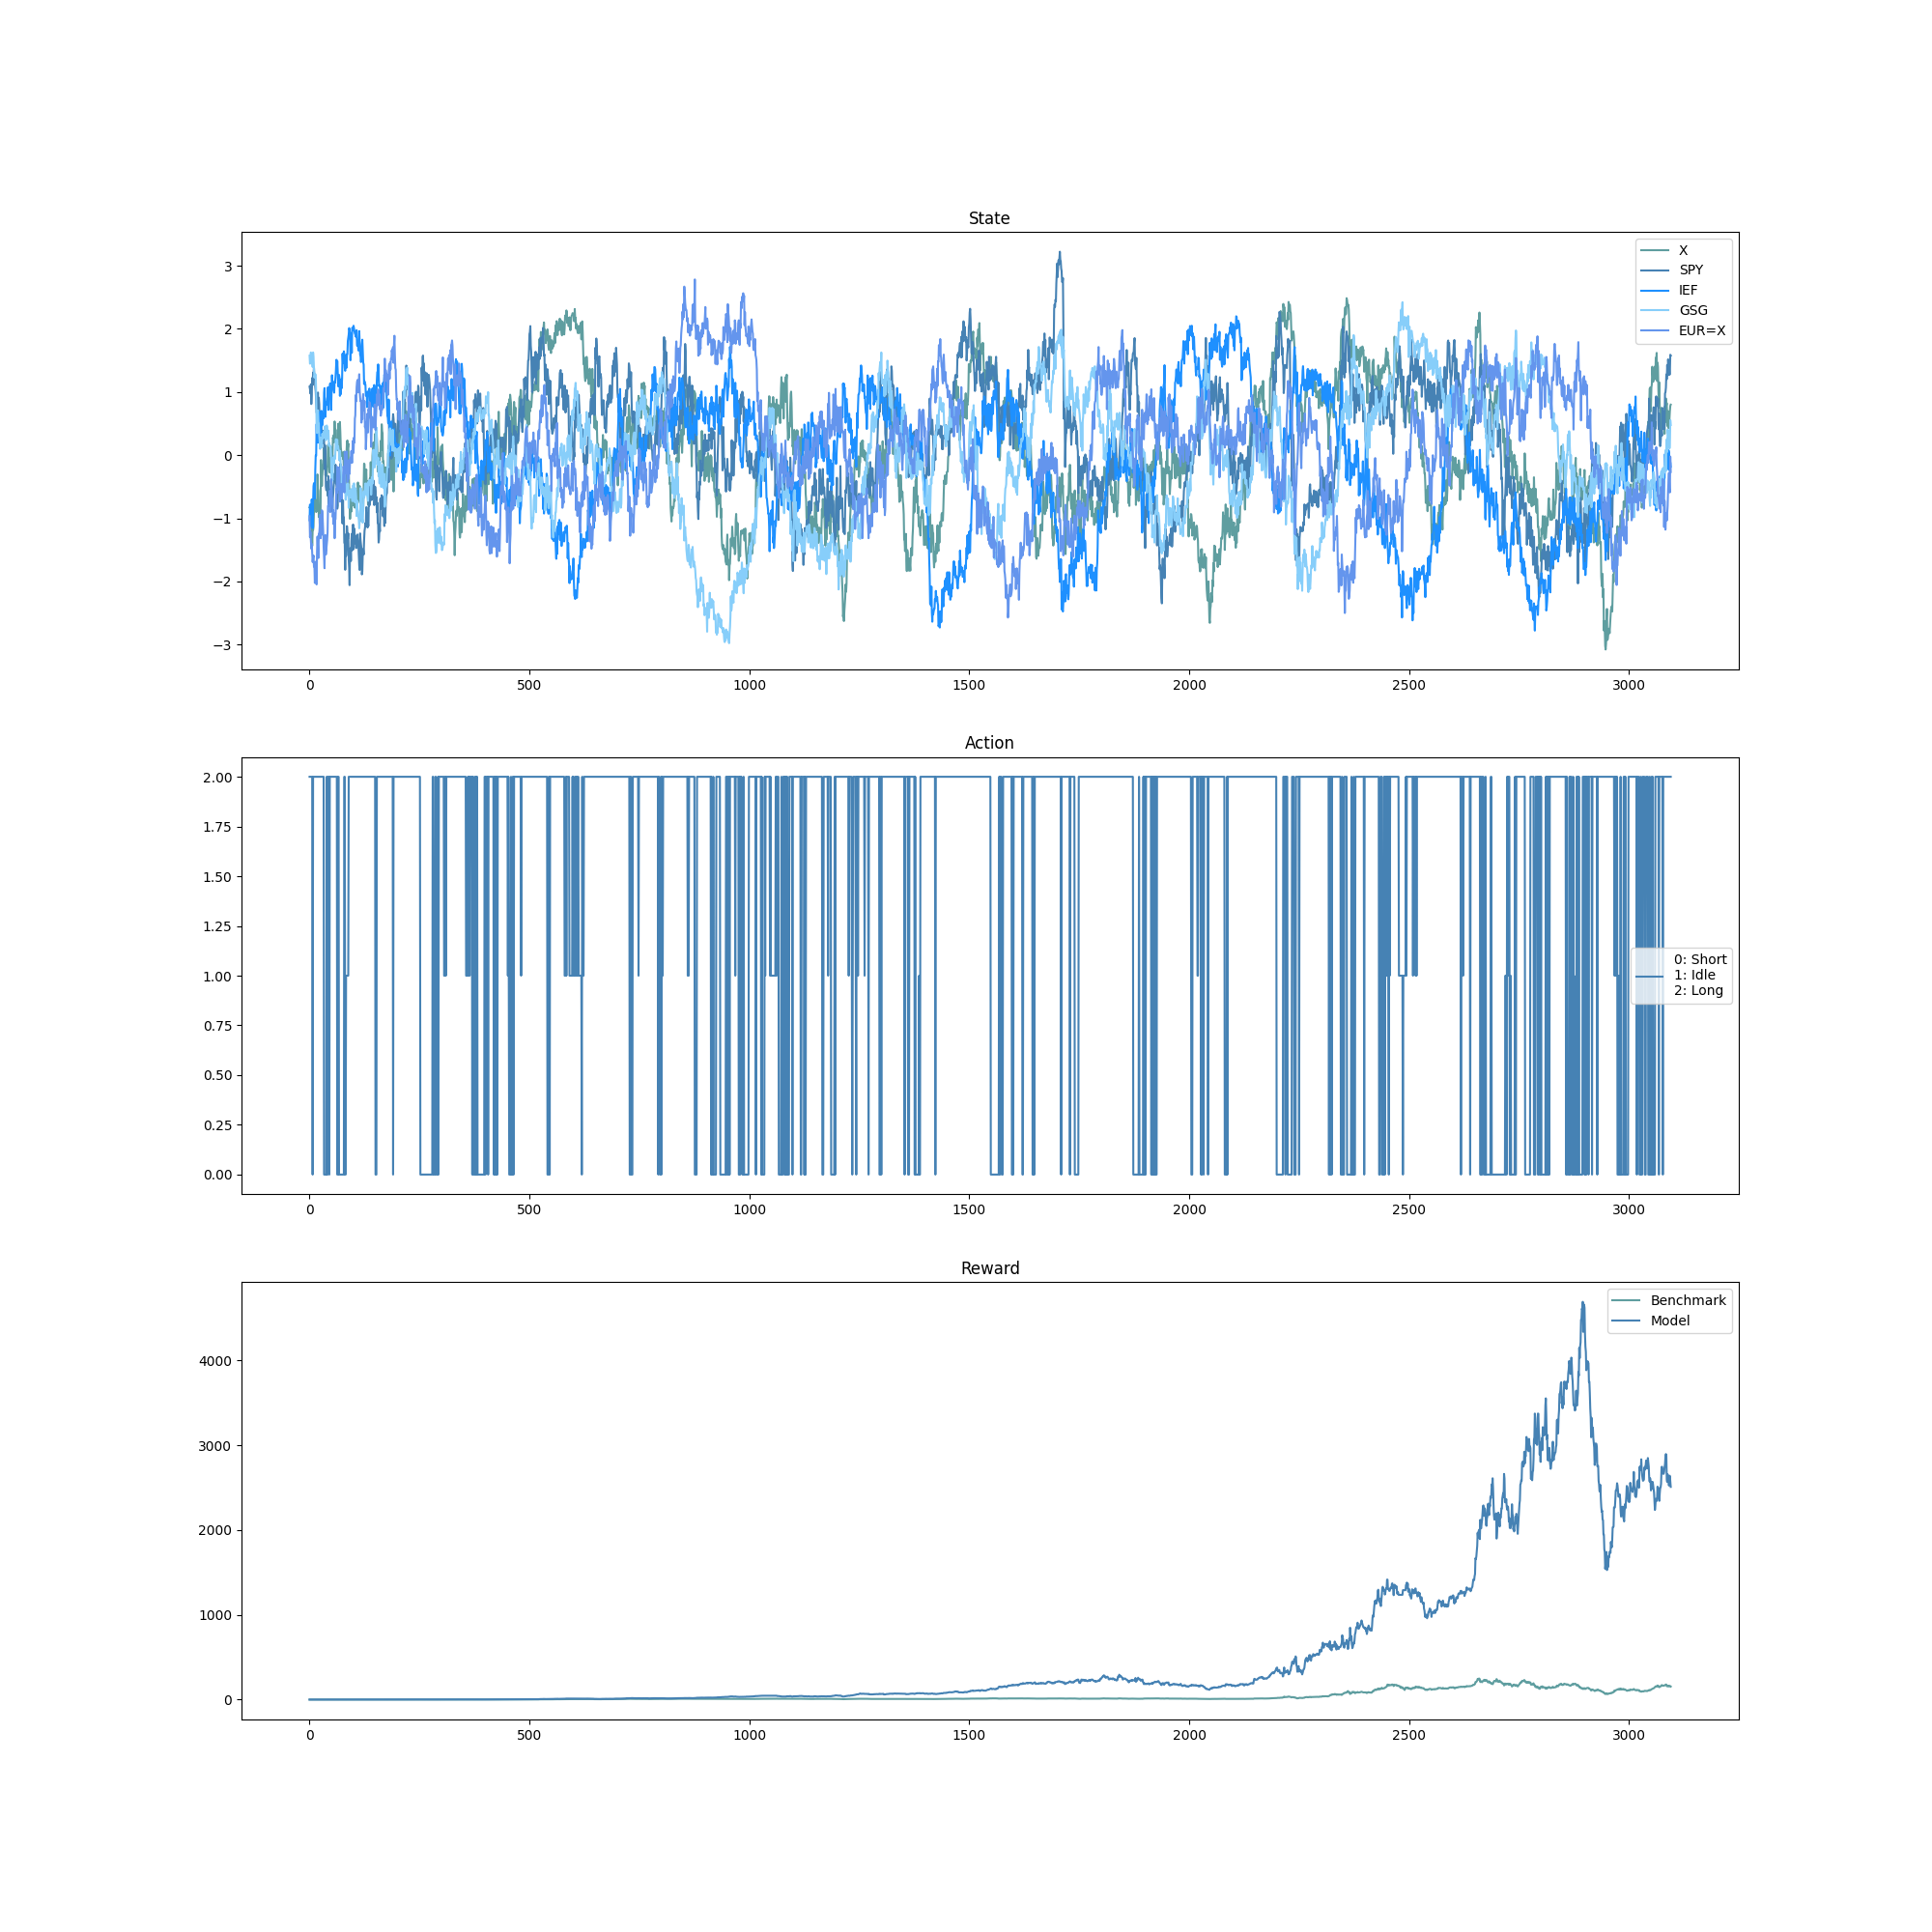 State
3
2
1
0
−1
−2
−3
X
SPY
IEF
GSG
EUR=X
0 500 1000 1500 2000 2500 3000
Action
2.00
1.75
1.50
1.25
1.00
0.75
0.50
0.25
0.00
0: Short
1: Idle
2: Long
0 500 1000 1500 2000 2500 3000
Reward
4000
3000
2000
1000
0
Benchmark
Model
0 500 1000 1500 2000 2500 3000